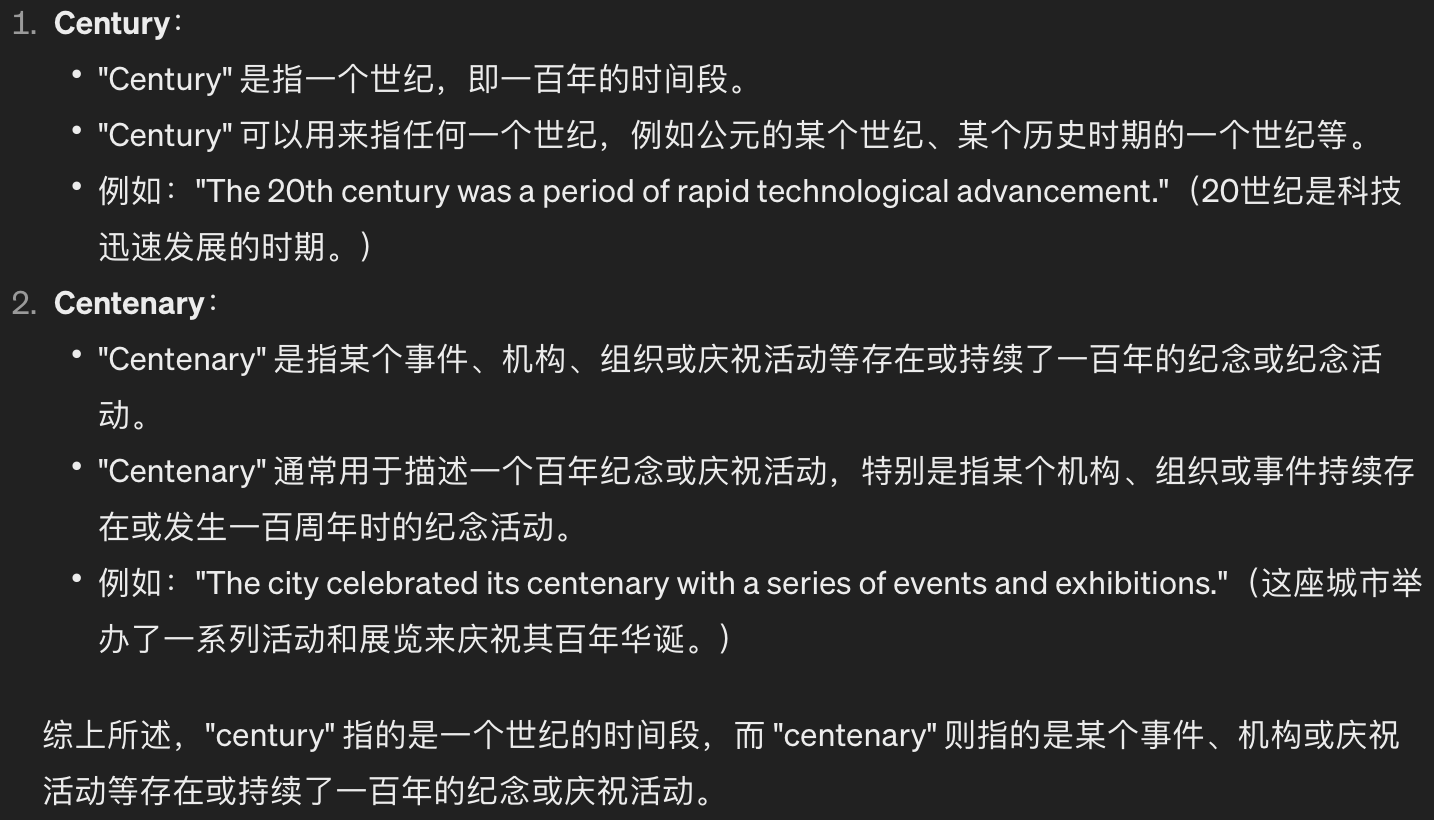 1. Century：
• "Century" 是指一个世纪，即一百年的时间段。
• "Century" 可以用来指任何一个世纪，例如公元的某个世纪、某个历史时期的一个世纪等。
• 例如："The 20th century was a period of rapid technological advancement."（20世纪是科技
迅速发展的时期。）
2. Centenary：
• "Centenary" 是指某个事件、机构、组织或庆祝活动等存在或持续了一百年的纪念或纪念活
动。
• "Centenary" 通常用于描述一个百年纪念或庆祝活动，特别是指某个机构、组织或事件持续存
在或发生一百周年时的纪念活动。
• 例如："The city celebrated its centenary with a series of events and exhibitions."（这座城市举
办了一系列活动和展览来庆祝其百年华诞。）
综上所述，"century" 指的是一个世纪的时间段，而 "centenary" 则指的是某个事件、机构或庆祝
活动等存在或持续了一百年的纪念或庆祝活动。